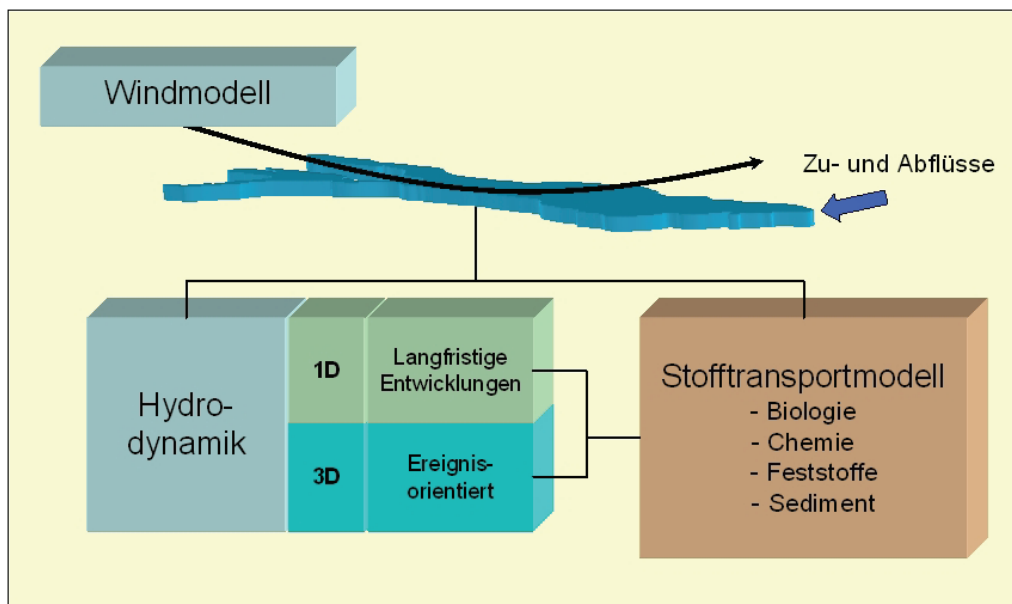 Windmodell
Zu- und Abflüsse
Hydro-
dynamik
1D
Langfristige
Entwicklungen
3D
Ereignis-
orientiert
Stofftransportmodell
- Biologie
- Chemie
- Feststoffe
- Sediment